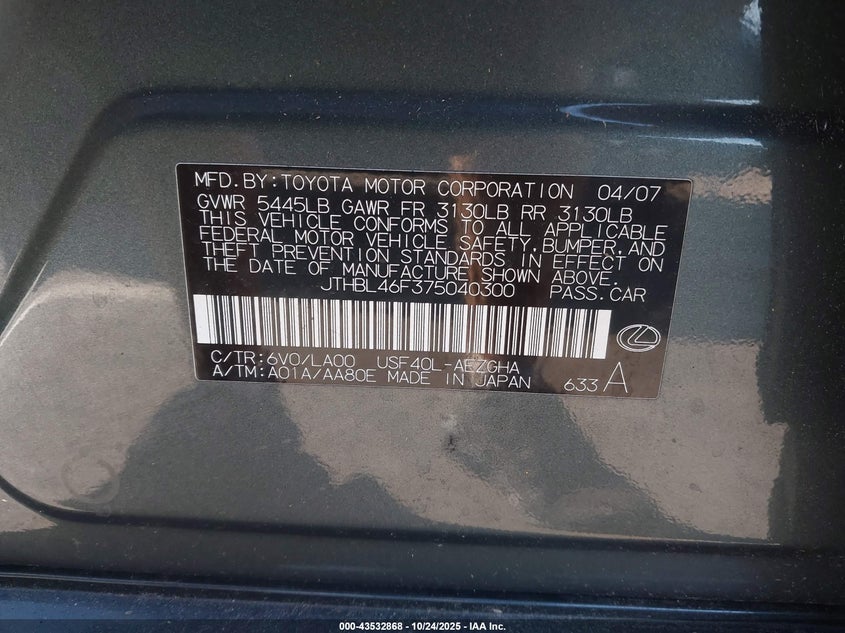 MFD.BY:TOYOTA MOTOR CORPORATION 04/07
GVWR 5445LB GAWR FR 3130LB RR 3130LB
THIS VEHICLE CONFORMS TO ALL APPLICABLE
FEDERAL MOTOR VEHICLE SAFETY,BUMPER,AND
THEFT PREVENTION STANDARDS IN EFFECT ON
THE DATE OF MANUFACTURE SHOWN ABOVE.
JTHBL46F375040300 PASS.CAR
C/TR:6V0/LA00 USF40L-AEZGHA
A/TM:A01A/AA80E MADE IN JAPAN 633 A
000-43532868 - 10/24/2025 - IAA Inc.